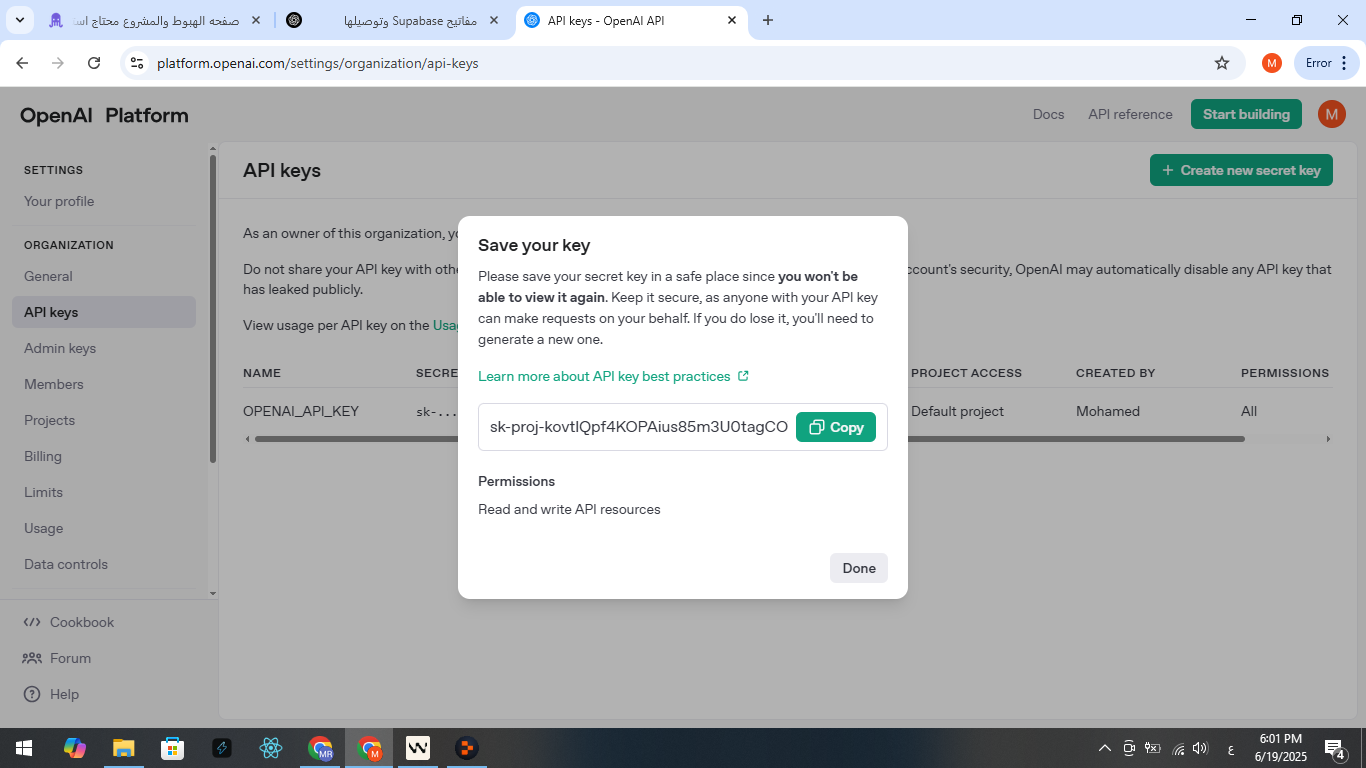 صفحه الهبوط والمشروع محتاج است
مفاتيح Supabase وتوصيلها
API keys - OpenAI API
platform.openai.com/settings/organization/api-keys
M
Error
OpenAI Platform
Docs
API reference
Start building
M
SETTINGS
Your profile
ORGANIZATION
General
API keys
Admin keys
Members
Projects
Billing
Limits
Usage
Data controls
Cookbook
Forum
Help
API keys
+ Create new secret key
As an owner of this organization, yo
Do not share your API key with othe
ccount's security, OpenAI may automatically disable any API key that
has leaked publicly.
View usage per API key on the Usag
NAME
SECRE
PROJECT ACCESS
CREATED BY
PERMISSIONS
OPENAI_API_KEY
sk-...
Default project
Mohamed
All
Save your key
Please save your secret key in a safe place since you won't be
able to view it again. Keep it secure, as anyone with your API key
can make requests on your behalf. If you do lose it, you'll need to
generate a new one.
Learn more about API key best practices
sk-proj-kovtlQpf4KOPAius85m3U0tagCO
Copy
Permissions
Read and write API resources
Done
MR
M
W
ع
6:01 PM
6/19/2025
4